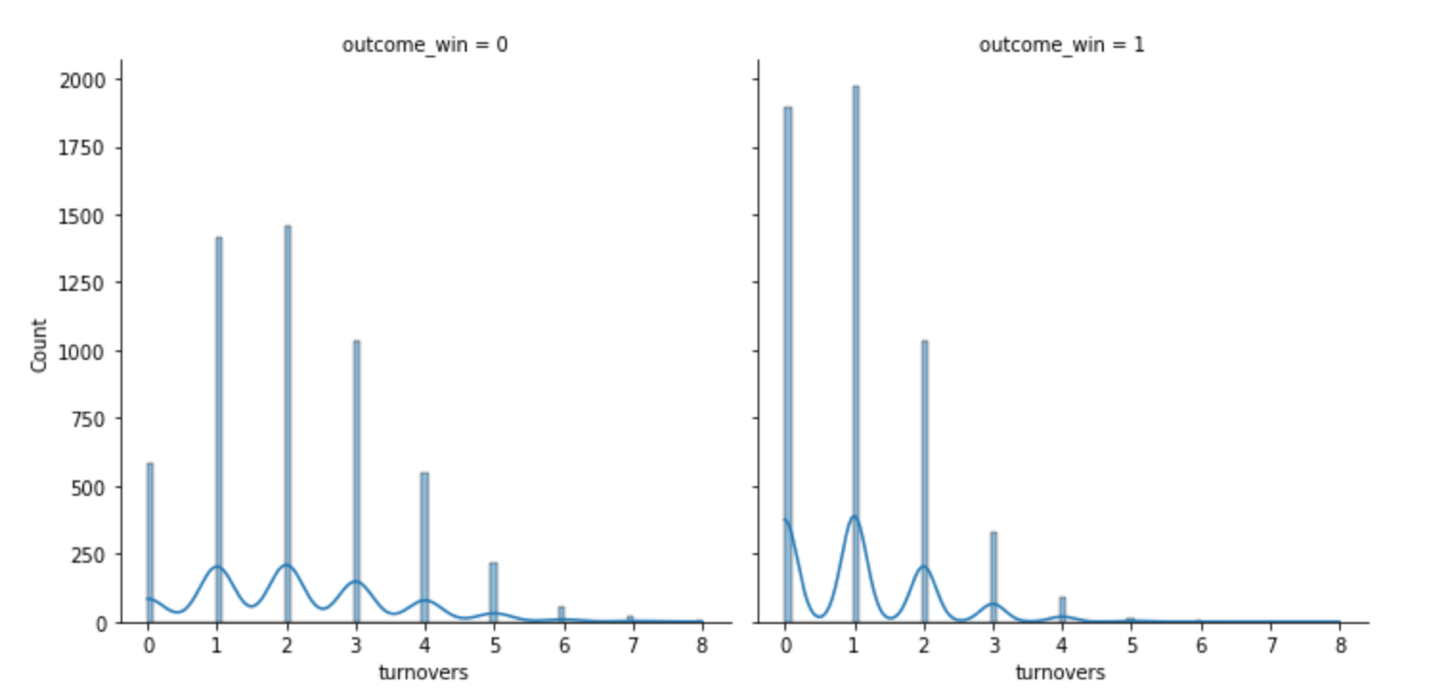 outcome_win = 0
outcome_win = 1
2000
1750
1500
1250
1000
750
500
250
0
Count
0 1 2 3 4 5 6 7 8
0 1 2 3 4 5 6 7 8
turnovers
turnovers